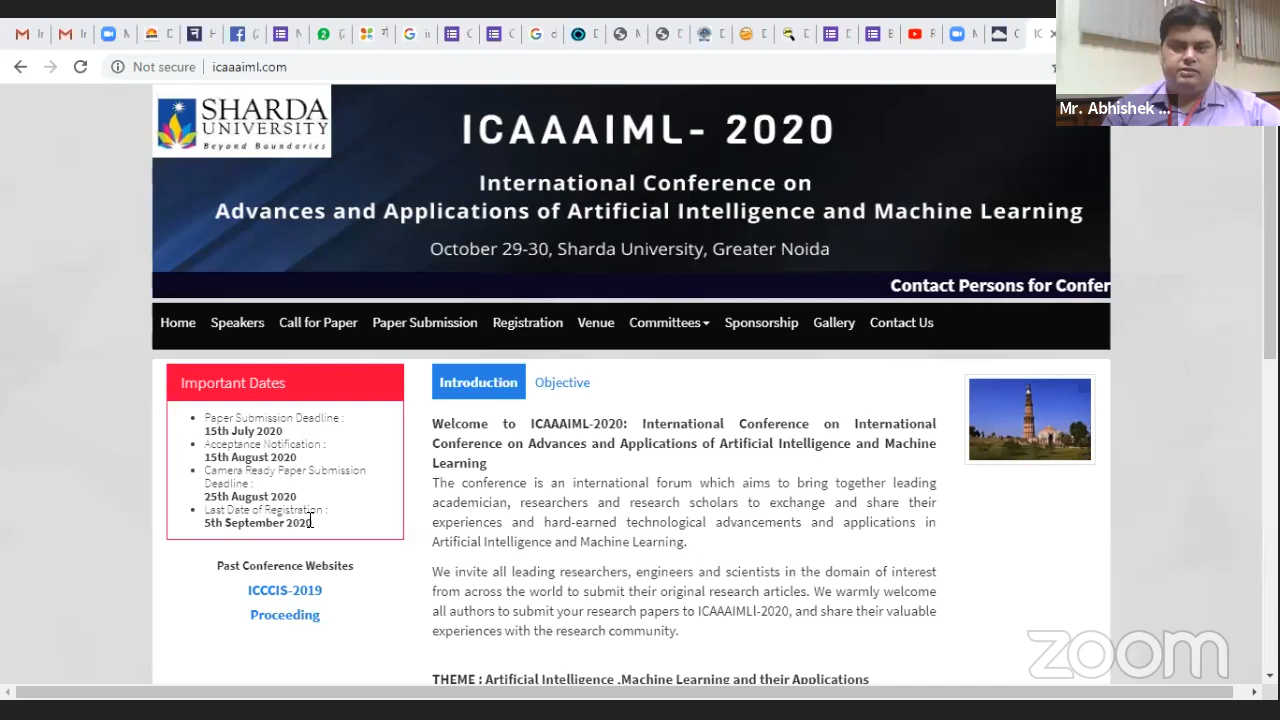 Not secure | icaaaiml.com
Mr. Abhishek ...
SHARDA
UNIVERSITY
Beyond Boundaries
ICAAAIML- 2020
International Conference on
Advances and Applications of Artificial Intelligence and Machine Learning
October 29-30, Sharda University, Greater Noida
Contact Persons for Confer
Home Speakers Call for Paper Paper Submission Registration Venue Committees Sponsorship Gallery Contact Us
Important Dates
Paper Submission Deadline :
15th July 2020
Acceptance Notification :
15th August 2020
Camera Ready Paper Submission
Deadline :
25th August 2020
Last Date of Registration :
5th September 2020
Past Conference Websites
ICCCIS-2019
Proceeding
Introduction Objective
Welcome to ICAAAIML-2020: International Conference on International
Conference on Advances and Applications of Artificial Intelligence and Machine
Learning
The conference is an international forum which aims to bring together leading
academician, researchers and research scholars to exchange and share their
experiences and hard-earned technological advancements and applications in
Artificial Intelligence and Machine Learning.
We invite all leading researchers, engineers and scientists in the domain of interest
from across the world to submit their original research articles. We warmly welcome
all authors to submit your research papers to ICAAAIMLl-2020, and share their valuable
experiences with the research community.
THEME : Artificial Intelligence ,Machine Learning and their Applications
zoom